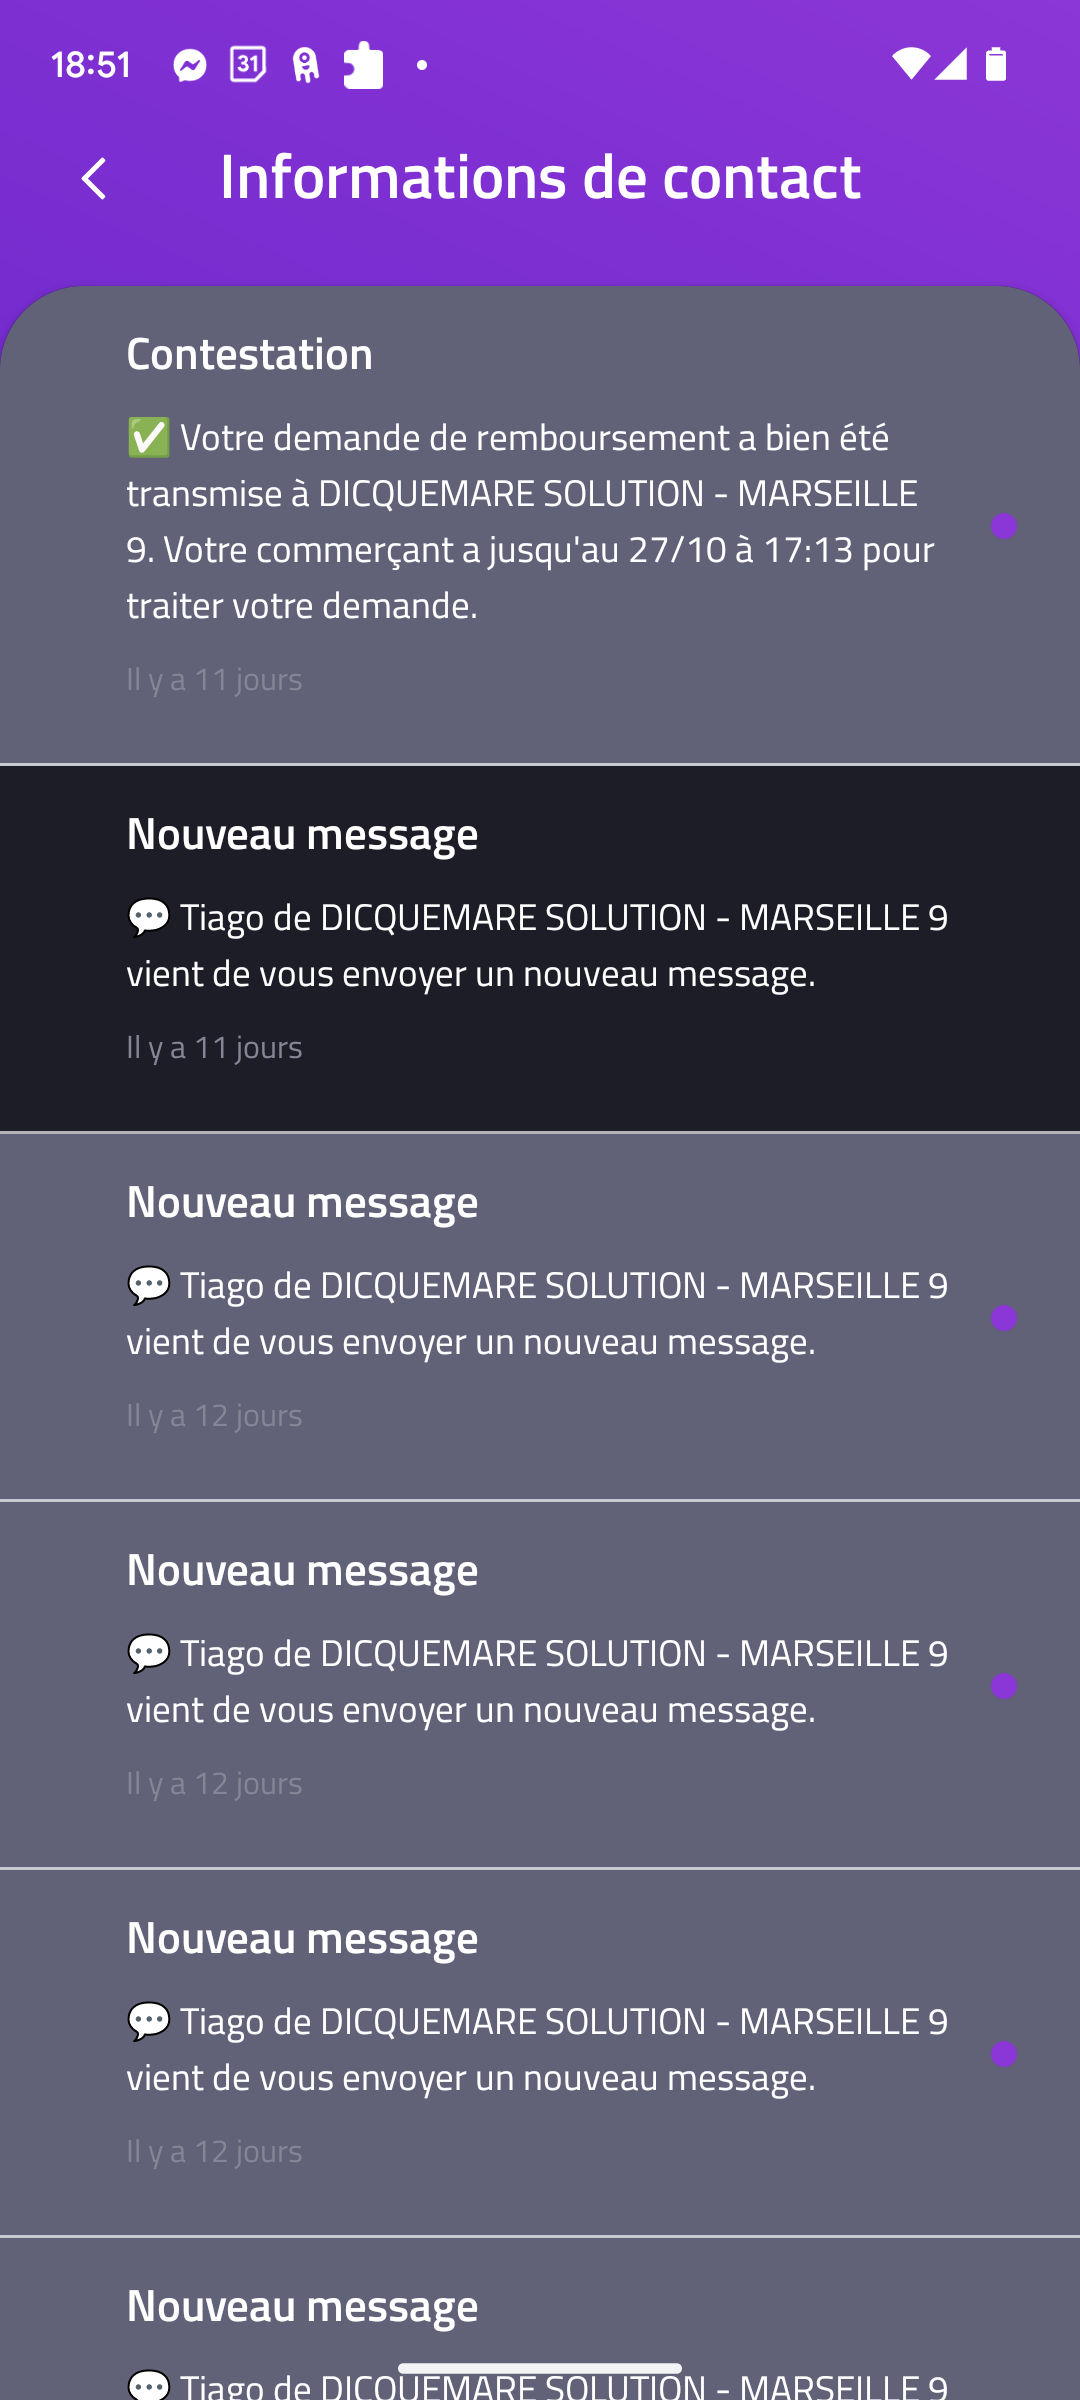 18:51
31
Informations de contact
Contestation
✅ Votre demande de remboursement a bien été
transmise à DICQUEMARE SOLUTION - MARSEILLE
9. Votre commerçant a jusqu'au 27/10 à 17:13 pour
traiter votre demande.
Il y a 11 jours
Nouveau message
💬 Tiago de DICQUEMARE SOLUTION - MARSEILLE 9
vient de vous envoyer un nouveau message.
Il y a 11 jours
Nouveau message
💬 Tiago de DICQUEMARE SOLUTION - MARSEILLE 9
vient de vous envoyer un nouveau message.
Il y a 12 jours
Nouveau message
💬 Tiago de DICQUEMARE SOLUTION - MARSEILLE 9
vient de vous envoyer un nouveau message.
Il y a 12 jours
Nouveau message
💬 Tiago de DICQUEMARE SOLUTION - MARSEILLE 9
vient de vous envoyer un nouveau message.
Il y a 12 jours
Nouveau message
💬 Tiago de DICQUEMARE SOLUTION - MARSEILLE 9